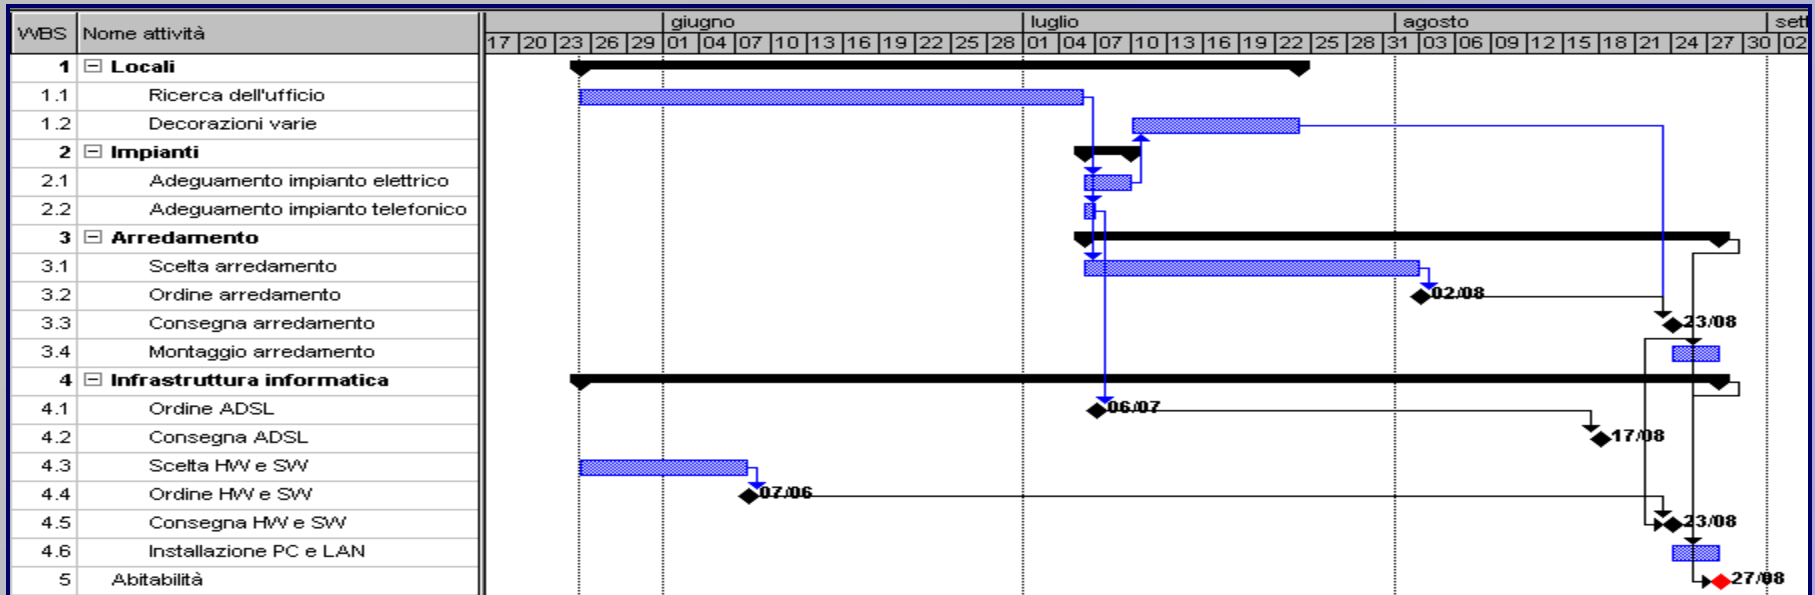 WBS Nome attività giugno luglio agosto sett
17 20 23 26 29 01 04 07 10 13 16 19 22 25 28 01 04 07 10 13 16 19 22 25 28 31 03 06 09 12 15 18 21 24 27 30 02
1 Locali
1.1 Ricerca dell'ufficio
1.2 Decorazioni varie
2 Impianti
2.1 Adeguamento impianto elettrico
2.2 Adeguamento impianto telefonico
3 Arredamento
3.1 Scelta arredamento
3.2 Ordine arredamento 02/08
3.3 Consegna arredamento 23/08
3.4 Montaggio arredamento
4 Infrastruttura informatica
4.1 Ordine ADSL 06/07
4.2 Consegna ADSL 17/08
4.3 Scelta HW e SW
4.4 Ordine HW e SW 07/06
4.5 Consegna HW e SW 23/08
4.6 Installazione PC e LAN
5 Abitabilità 27/08